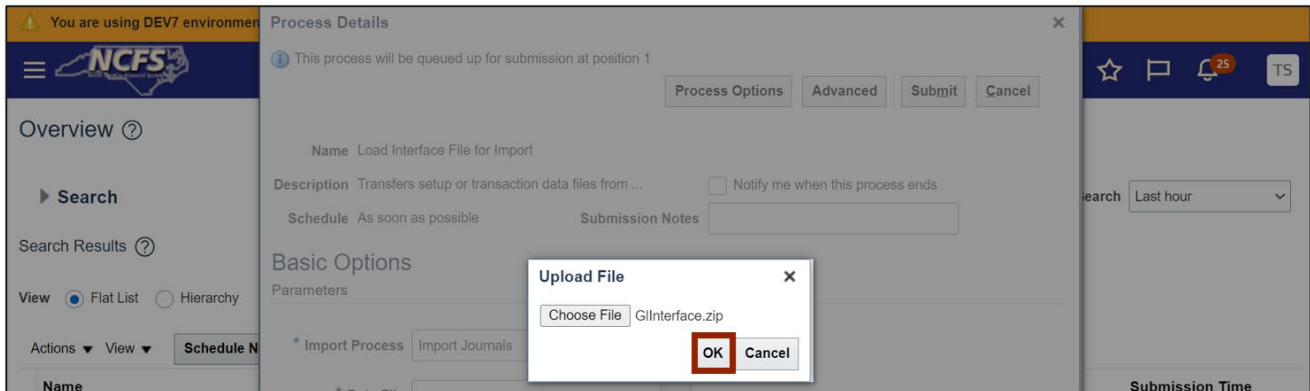 You are using DEV7 environmen
Process Details
This process will be queued up for submission at position 1
NCFS
25
TS
Process Options Advanced Submit Cancel
Overview
Name Load Interface File for Import
Description Transfers setup or transaction data files from ... Notify me when this process ends
Search
earch Last hour
Schedule As soon as possible Submission Notes
Search Results
Basic Options
Upload File
Parameters
View Flat List Hierarchy
Choose File GlInterface.zip
Actions View Schedule N
* Import Process Import Journals
OK Cancel
Name
Submission Time